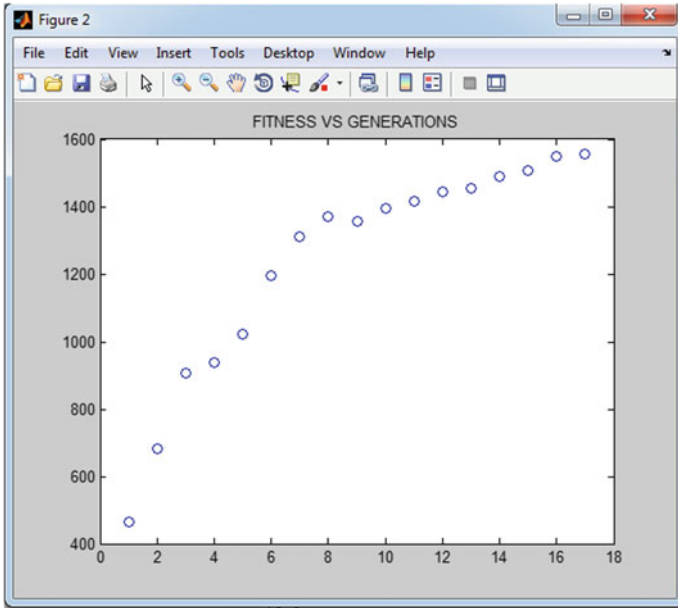 Figure 2
File Edit View Insert Tools Desktop Window Help
FITNESS VS GENERATIONS
1600
1400
1200
1000
800
600
400
0 2 4 6 8 10 12 14 16 18